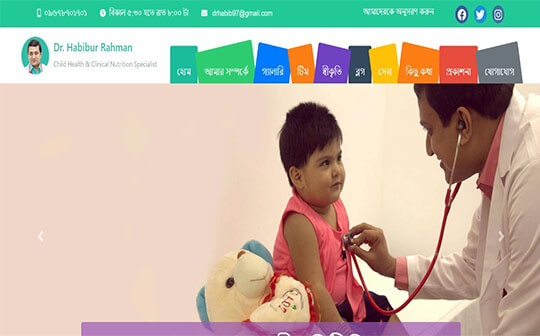 ০৯৬৭৮৮৭০১৭০১ বিকাল ৫:৩০ হতে রাত ৮:০০ টা drhabib97@gmail.com আমাদেরকে অনুসরণ করুন
Dr. Habibur Rahman
Child Health & Clinical Nutrition Specialist
হোম আমার সম্পর্কে গ্যালারি টিম স্বীকৃতি ব্লগ সেবা কিছু কথা প্রকাশনা যোগাযোগ